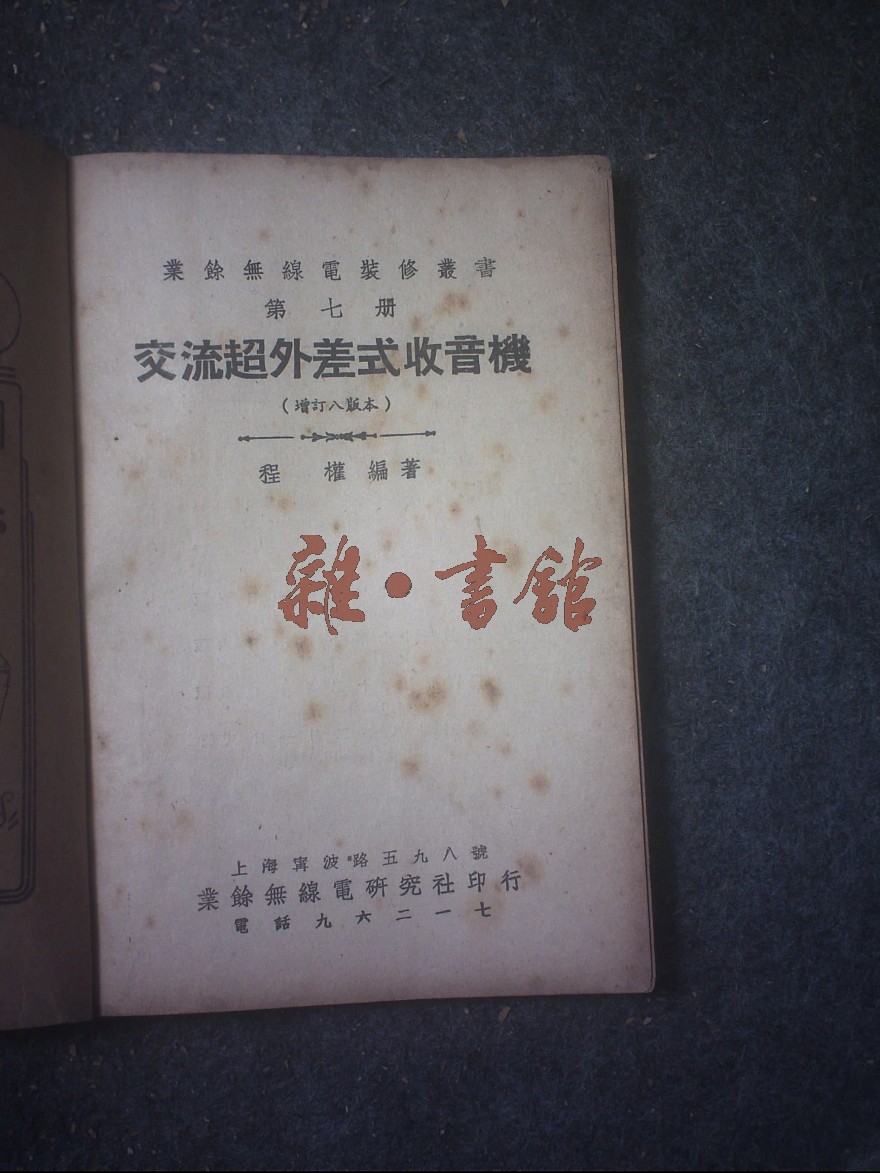 業餘無線電裝修叢書
第七册
交流超外差式收音機
(增訂八版本)
程權編著
雜·書館
上海甯波路五九八號
業餘無線電研究社印行
電話九六二一七